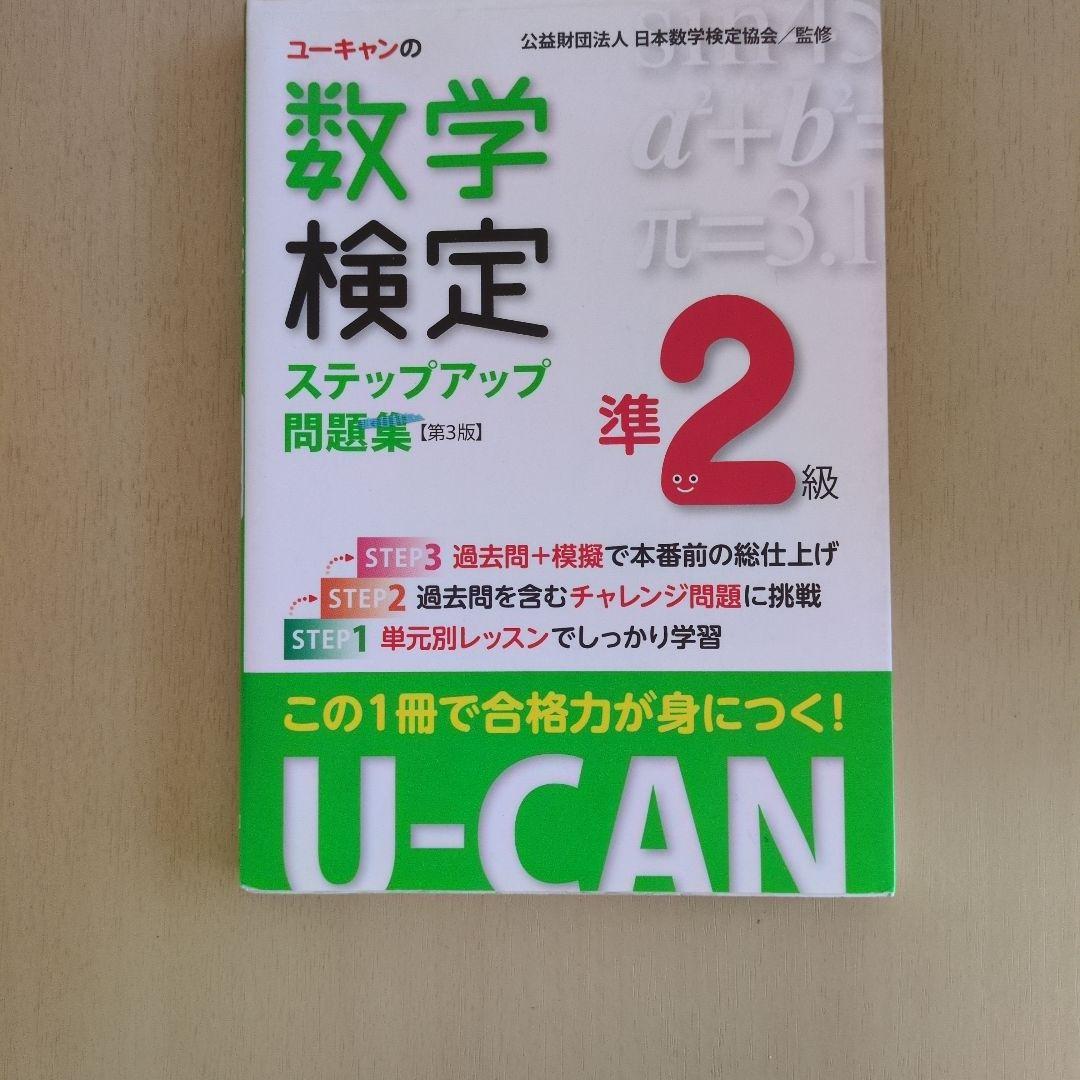 ユーキャンの
公益財団法人 日本数学検定協会／監修
数学
検定
ステップアップ
問題集【第3版】
sin45
a²+b²=
π=3.1
準2級
STEP3 過去問＋模擬で本番前の総仕上げ
STEP2 過去問を含むチャレンジ問題に挑戦
STEP1 単元別レッスンでしっかり学習
この1冊で合格力が身につく!
U-CAN